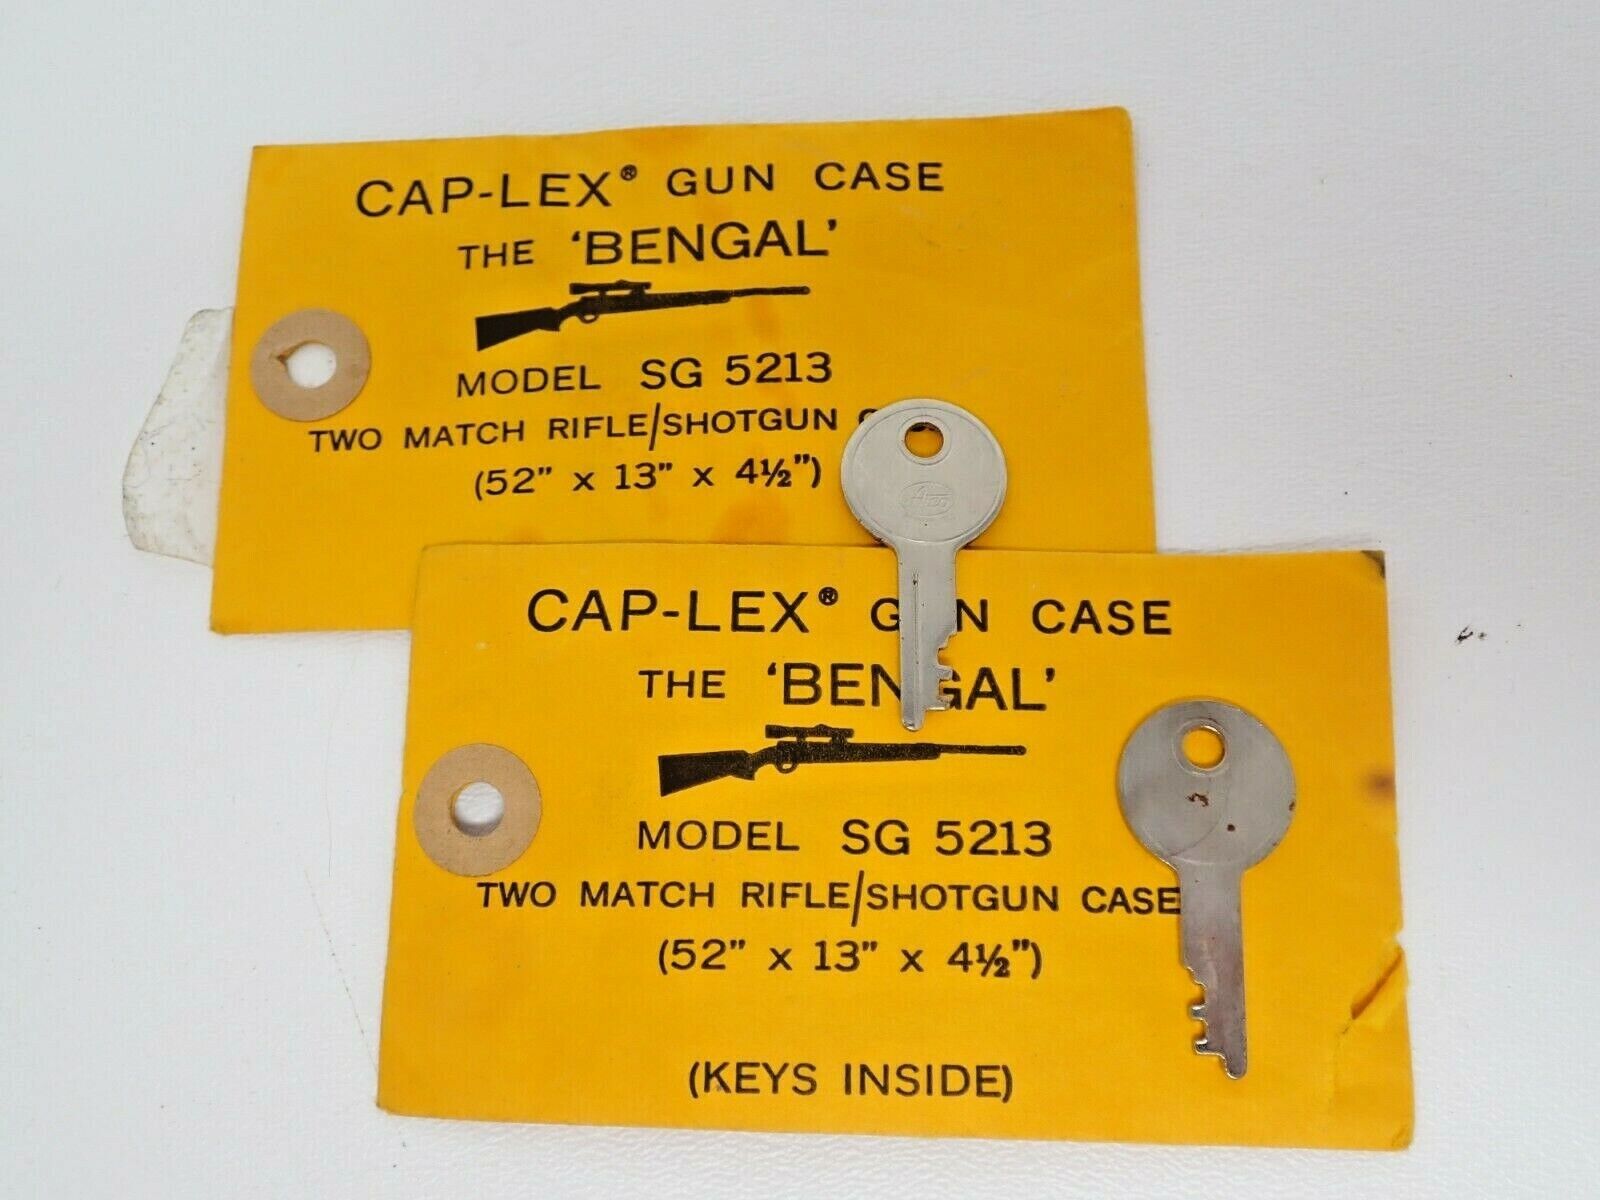 CAP-LEX® GUN CASE
THE 'BENGAL'
MODEL SG 5213
TWO MATCH RIFLE/SHOTGUN
(52" x 13" x 4½")
CAP-LEX® GUN CASE
THE 'BENGAL'
MODEL SG 5213
TWO MATCH RIFLE/SHOTGUN CASE
(52" x 13" x 4½")
(KEYS INSIDE)